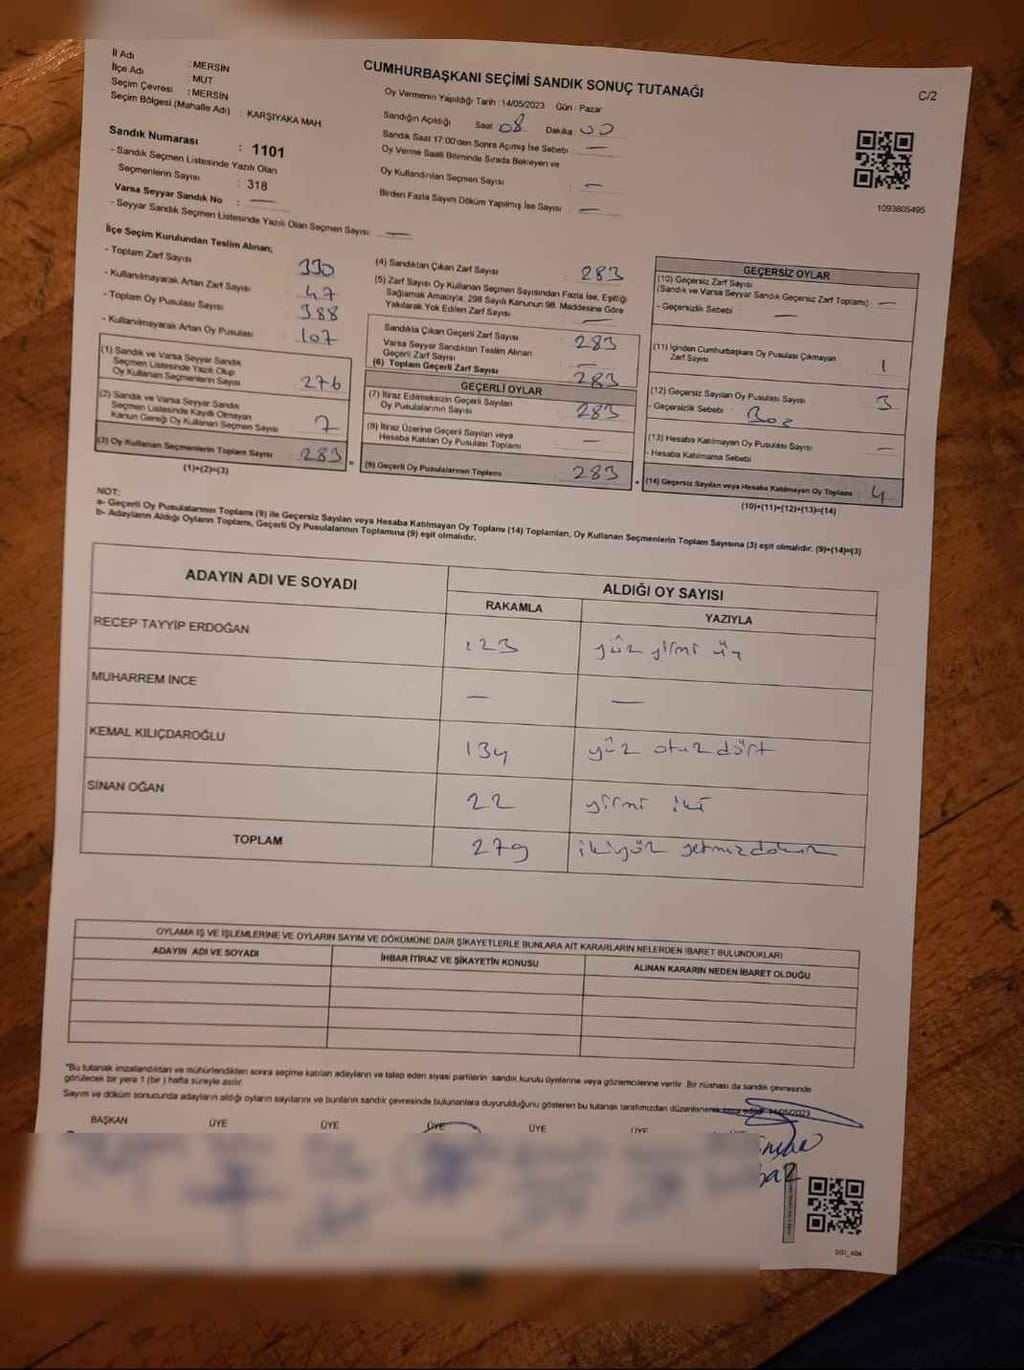 İl Adı : MERSİN
İlçe Adı : MUT
Seçim Çevresi : MERSİN
Seçim Bölgesi (Mahalle Adı) : KARŞIYAKA MAH.
Sandık Numarası : 1101
- Sandık Seçmen Listesinde Yazılı Olan
Seçmenlerin Sayısı : 318
Varsa Seyyar Sandık No : —
- Seyyar Sandık Seçmen Listesinde Yazılı Olan Seçmen Sayısı: —
CUMHURBAŞKANI SEÇİMİ SANDIK SONUÇ TUTANAĞI
C/2
Oy Vermenin Yapıldığı Tarih : 14/05/2023 Gün : Pazar
Sandığın Açıldığı Saat 08 Dakika 00
Sandık Saat 17:00'den Sonra Açımış İse Sebebi : —
Oy Verme Saati Bitiminde Sırada Bekleyen ve
Oy Kullandırılan Seçmen Sayısı : —
Birden Fazla Sayım Döküm Yapılmış İse Sayısı : —
1093805495
İlçe Seçim Kurulundan Teslim Alınan;
- Toplam Zarf Sayısı 330
- Kullanılmayarak Artan Zarf Sayısı 47
- Toplam Oy Pusulası Sayısı 388
- Kullanılmayarak Artan Oy Pusulası 107
(1) Sandık ve Varsa Seyyar Sandık
Seçmen Listesinde Yazılı Olup
Oy Kullanan Seçmenlerin Sayısı 276
(2) Sandık ve Varsa Seyyar Sandık
Seçmen Listesinde Kayıtlı Olmayan
Kanun Gereği Oy Kullanan Seçmen Sayısı 7
(3) Oy Kullanan Seçmenlerin Toplam Sayısı 283
(1)+(2)=(3)
(4) Sandıktan Çıkan Zarf Sayısı : 283
(5) Zarf Sayısı Oy Kullanan Seçmen Sayısından Fazla İse, Eşitliği
Sağlamak Amacıyla, 298 Sayılı Kanunun 98. Maddesine Göre
Yakılarak Yok Edilen Zarf Sayısı : —
Sandıkta Çıkan Geçerli Zarf Sayısı : 283
Varsa Seyyar Sandıktan Teslim Alınan
Geçerli Zarf Sayısı : —
(6) Toplam Geçerli Zarf Sayısı 283
GEÇERLİ OYLAR
(7) İtiraz Edilmeksizin Geçerli Sayılan
Oy Pusulalarının Sayısı 283
(8) İtiraz Üzerine Geçerli Sayılan veya
Hesaba Katılan Oy Pusulası Toplamı —
(9) Geçerli Oy Pusulalarının Toplamı 283
GEÇERSİZ OYLAR
(10) Geçersiz Zarf Sayısı
(Sandık ve Varsa Seyyar Sandık Geçersiz Zarf Toplamı) : —
- Geçersizlik Sebebi : —
(11) İçinden Cumhurbaşkanı Oy Pusulası Çıkmayan
Zarf Sayısı 1
(12) Geçersiz Sayılan Oy Pusulası Sayısı 3
- Geçersizlik Sebebi :
(13) Hesaba Katılmayan Oy Pusulası Sayısı —
- Hesaba Katılmama Sebebi
(14) Geçersiz Sayılan veya Hesaba Katılmayan Oy Toplamı 4
(10)+(11)+(12)+(13)=(14)
NOT:
a- Geçerli Oy Pusulalarının Toplamı (9) ile Geçersiz Sayılan veya Hesaba Katılmayan Oy Toplamı (14) Toplamları, Oy Kullanan Seçmenlerin Toplam Sayısına (3) eşit olmalıdır. (9)+(14)=(3)
b- Adayların Aldığı Oyların Toplamı, Geçerli Oy Pusulalarının Toplamına (9) eşit olmalıdır.
ADAYIN ADI VE SOYADI ALDIĞI OY SAYISI
RAKAMLA YAZIYLA
RECEP TAYYİP ERDOĞAN 123 yüz yirmi üç
MUHARREM İNCE — —
KEMAL KILIÇDAROĞLU 134 yüz otuz dört
SİNAN OĞAN 22 yirmi iki
TOPLAM 279 ikiyüz yetmiz dokuz
OYLAMA İŞ VE İŞLEMLERİNE VE OYLARIN SAYIM VE DÖKÜMÜNE DAİR ŞİKAYETLERLE BUNLARA AİT KARARLARIN NELERDEN İBARET BULUNDUKLARI
ADAYIN ADI VE SOYADI İHBAR İTİRAZ VE ŞİKAYETİN KONUSU ALINAN KARARIN NEDEN İBARET OLDUĞU
"Bu tutanak imzalandıktan ve mühürlendikten sonra seçime katılan adayların ve talep eden siyasi partilerin sandık kurulu üyelerine veya gözlemcilerine verilir. Bir nüshası da sandık çevresinde
görülecek bir yere 1 (bir) hafta süreyle asılır.
Sayım ve döküm sonucunda adayların aldığı oyların sayılarını ve bunların sandık çevresinde bulunanlara duyurulduğunu gösteren bu tutanak tarafımızdan düzenlenerek imza edildi. 14/05/2023
BAŞKAN ÜYE ÜYE ÜYE ÜYE ÜYE